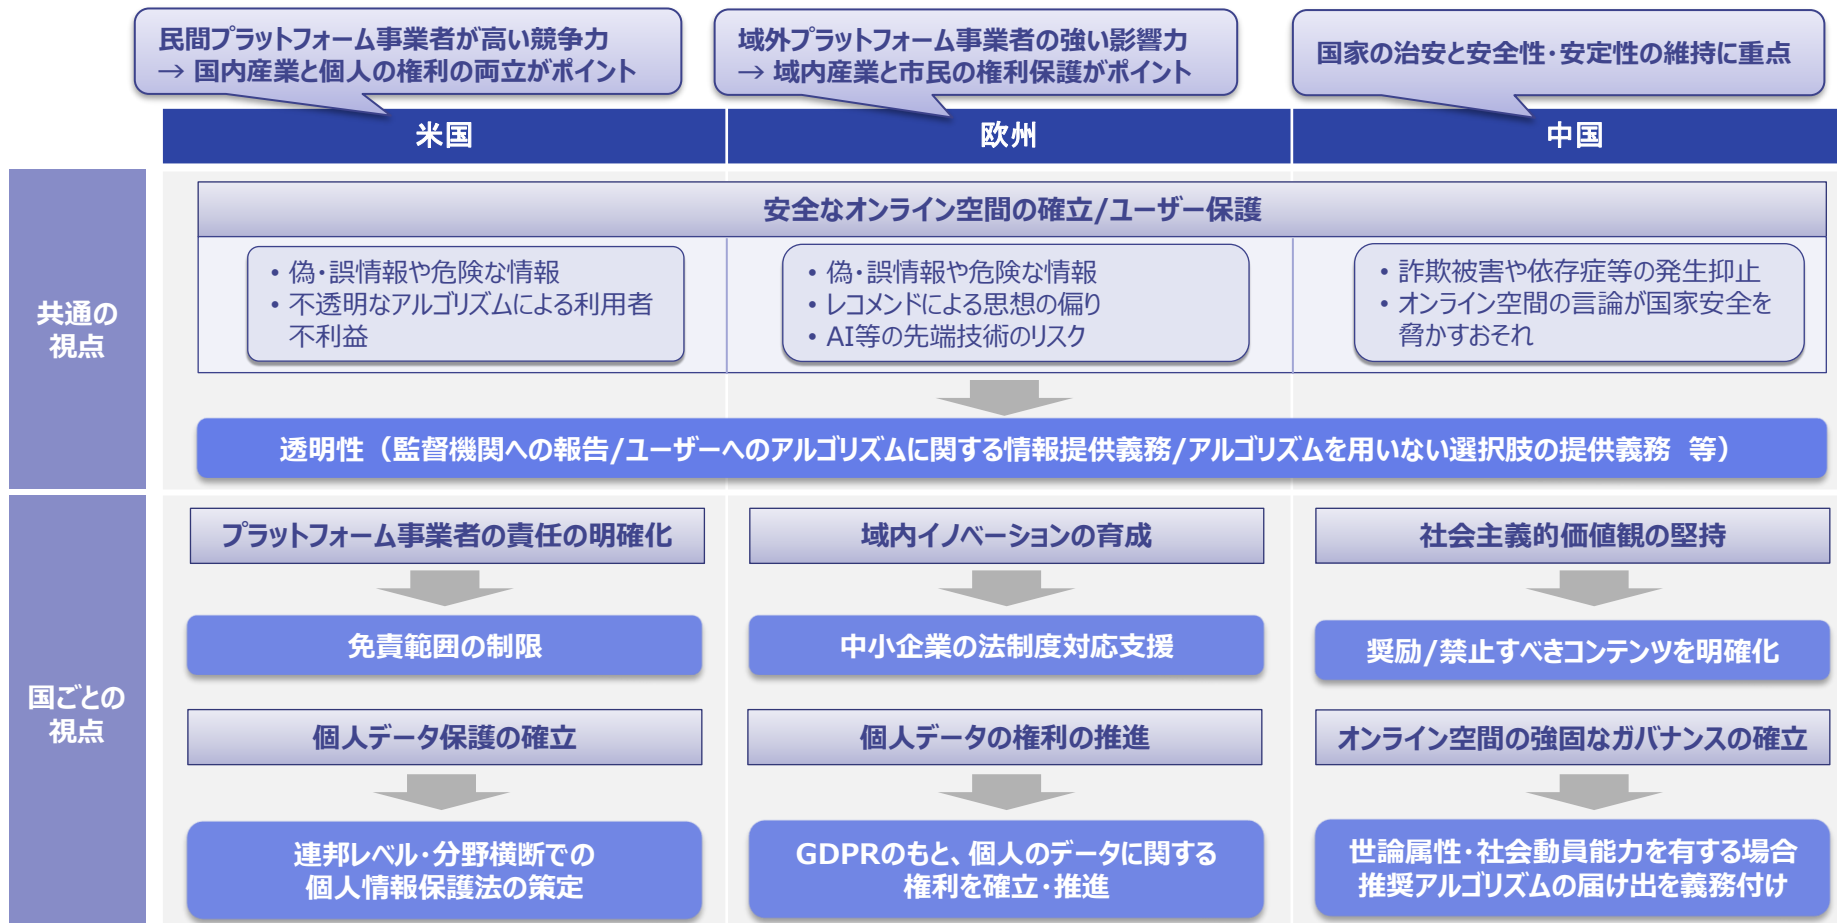 民間プラットフォーム事業者が高い競争力
→ 国内産業と個人の権利の両立がポイント
域外プラットフォーム事業者の強い影響力
→ 域内産業と市民の権利保護がポイント
国家の治安と安全性・安定性の維持に重点
米国
欧州
中国
共通の
視点
安全なオンライン空間の確立/ユーザー保護
• 偽・誤情報や危険な情報
• 不透明なアルゴリズムによる利用者
不利益
• 偽・誤情報や危険な情報
• レコメンドによる思想の偏り
• AI等の先端技術のリスク
• 詐欺被害や依存症等の発生抑止
• オンライン空間の言論が国家安全を
脅かすおそれ
透明性（監督機関への報告/ユーザーへのアルゴリズムに関する情報提供義務/アルゴリズムを用いない選択肢の提供義務 等）
国ごとの
視点
プラットフォーム事業者の責任の明確化
域内イノベーションの育成
社会主義的価値観の堅持
免責範囲の制限
中小企業の法制度対応支援
奨励/禁止すべきコンテンツを明確化
個人データ保護の確立
個人データの権利の推進
オンライン空間の強固なガバナンスの確立
連邦レベル・分野横断での
個人情報保護法の策定
GDPRのもと、個人のデータに関する
権利を確立・推進
世論属性・社会動員能力を有する場合
推奨アルゴリズムの届け出を義務付け